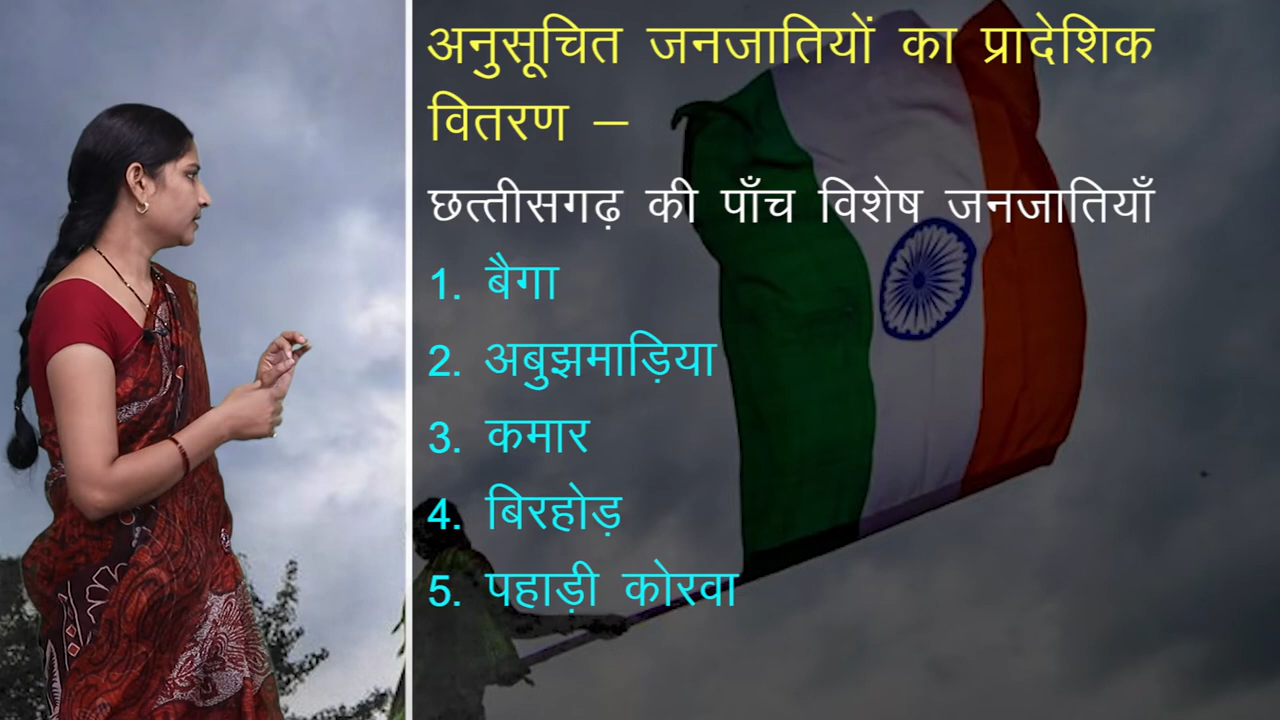 अनुसूचित जनजातियों का प्रादेशिक
वितरण –
छत्तीसगढ़ की पाँच विशेष जनजातियाँ
1. बैगा
2. अबुझमाड़िया
3. कमार
4. बिरहोड़
5. पहाड़ी कोरवा